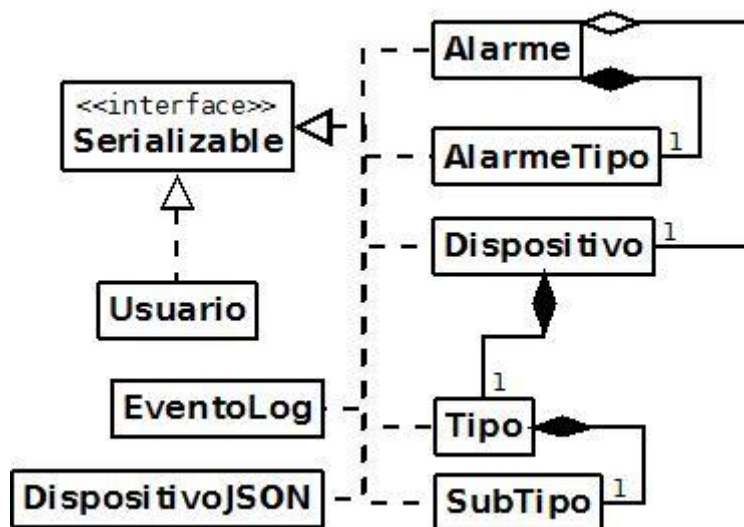 Alarme
<<interface>>
Serializable
AlarmeTipo
1
Dispositivo
1
Usuario
1
EventoLog
Tipo
DispositivoJSON
SubTipo
1